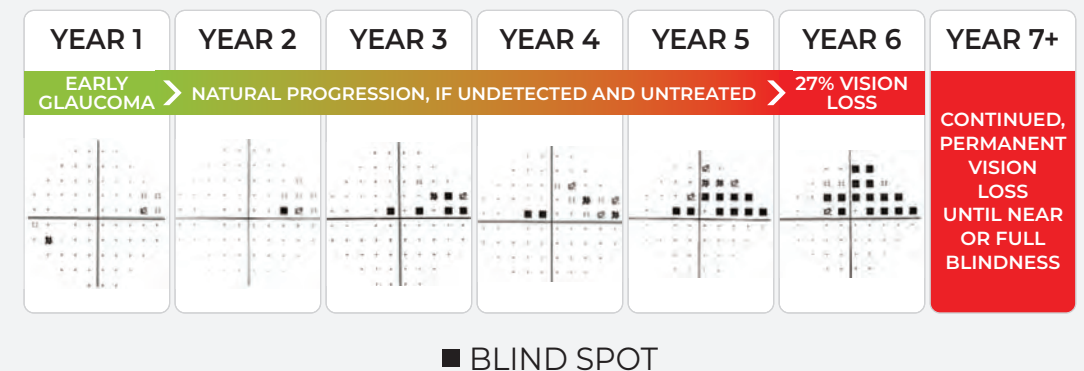 YEAR 1
YEAR 2
YEAR 3
YEAR 4
YEAR 5
YEAR 6
YEAR 7+
EARLY
GLAUCOMA
NATURAL PROGRESSION, IF UNDETECTED AND UNTREATED
27% VISION
LOSS
CONTINUED,
PERMANENT
VISION
LOSS
UNTIL NEAR
OR FULL
BLINDNESS
BLIND SPOT